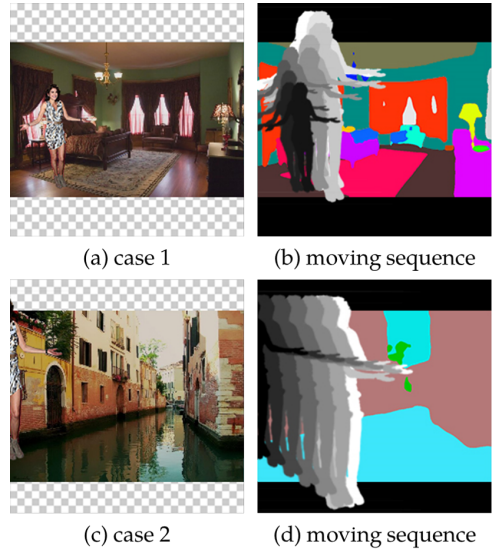 (a) case 1
(b) moving sequence
(c) case 2
(d) moving sequence